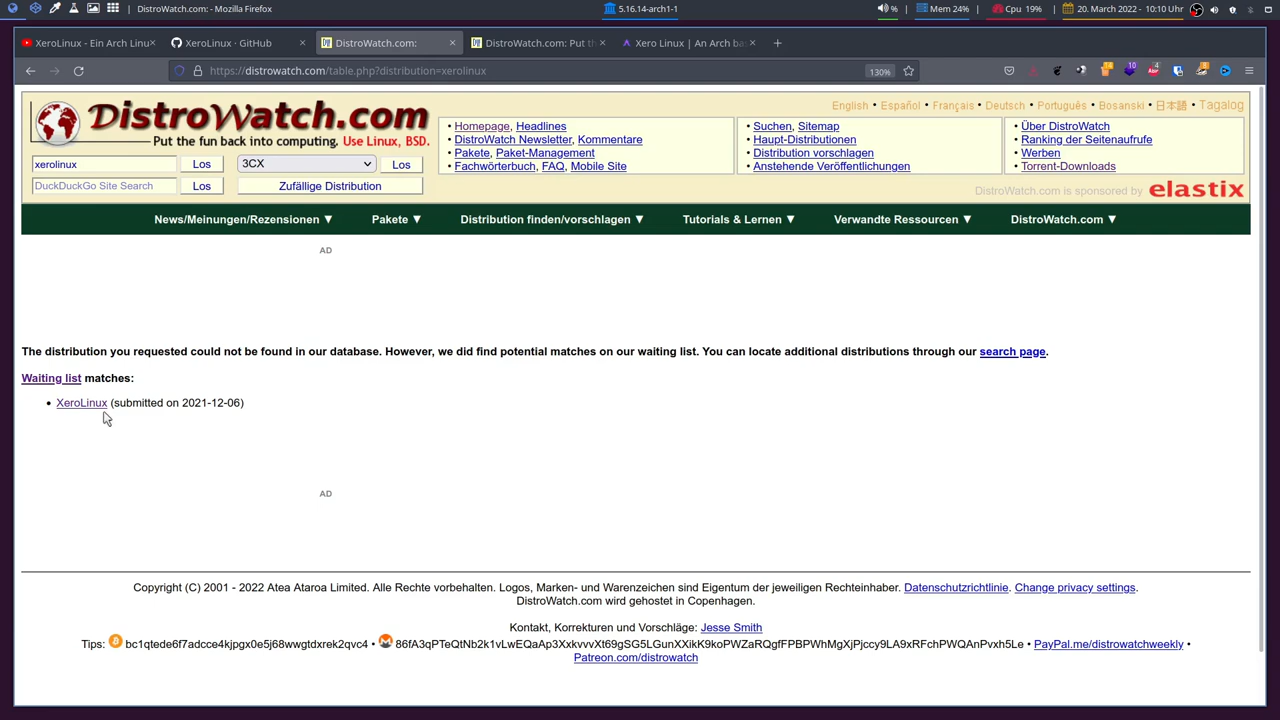 DistroWatch.com: - Mozilla Firefox
5.16.14-arch1-1
% | Mem 24% | Cpu 19% | 20. March 2022 - 10:10 Uhr
XeroLinux - Ein Arch Linu
XeroLinux · GitHub
DistroWatch.com:
DistroWatch.com: Put th
Xero Linux | An Arch ba
https://distrowatch.com/table.php?distribution=xerolinux
130%
English • Español • Français • Deutsch • Português • Bosanski • 日本語 • Tagalog
DistroWatch.com
Put the fun back into computing. Use Linux, BSD.
• Homepage, Headlines
• DistroWatch Newsletter, Kommentare
• Pakete, Paket-Management
• Fachwörterbuch, FAQ, Mobile Site
• Suchen, Sitemap
• Haupt-Distributionen
• Distribution vorschlagen
• Anstehende Veröffentlichungen
• Über DistroWatch
• Ranking der Seitenaufrufe
• Werben
• Torrent-Downloads
xerolinux Los 3CX Los
DuckDuckGo Site Search Los Zufällige Distribution
DistroWatch.com is sponsored by elastix
News/Meinungen/Rezensionen ▼ Pakete ▼ Distribution finden/vorschlagen ▼ Tutorials & Lernen ▼ Verwandte Ressourcen ▼ DistroWatch.com ▼
AD
The distribution you requested could not be found in our database. However, we did find potential matches on our waiting list. You can locate additional distributions through our search page.
Waiting list matches:
• XeroLinux (submitted on 2021-12-06)
AD
Copyright (C) 2001 - 2022 Atea Ataroa Limited. Alle Rechte vorbehalten. Logos, Marken- und Warenzeichen sind Eigentum der jeweiligen Rechteinhaber. Datenschutzrichtlinie. Change privacy settings.
DistroWatch.com wird gehostet in Copenhagen.
Kontakt, Korrekturen und Vorschläge: Jesse Smith
Tips: bc1qtede6f7adcce4kjpgx0e5j68wwgtdxrek2qvc4 • 86fA3qPTeQtNb2k1vLwEQaAp3XxkvvvXt69gSG5LGunXXikK9koPWZaRQgfFPBPWhMgXjPjccy9LA9xRFchPWQAnPvxh5Le • PayPal.me/distrowatchweekly •
Patreon.com/distrowatch